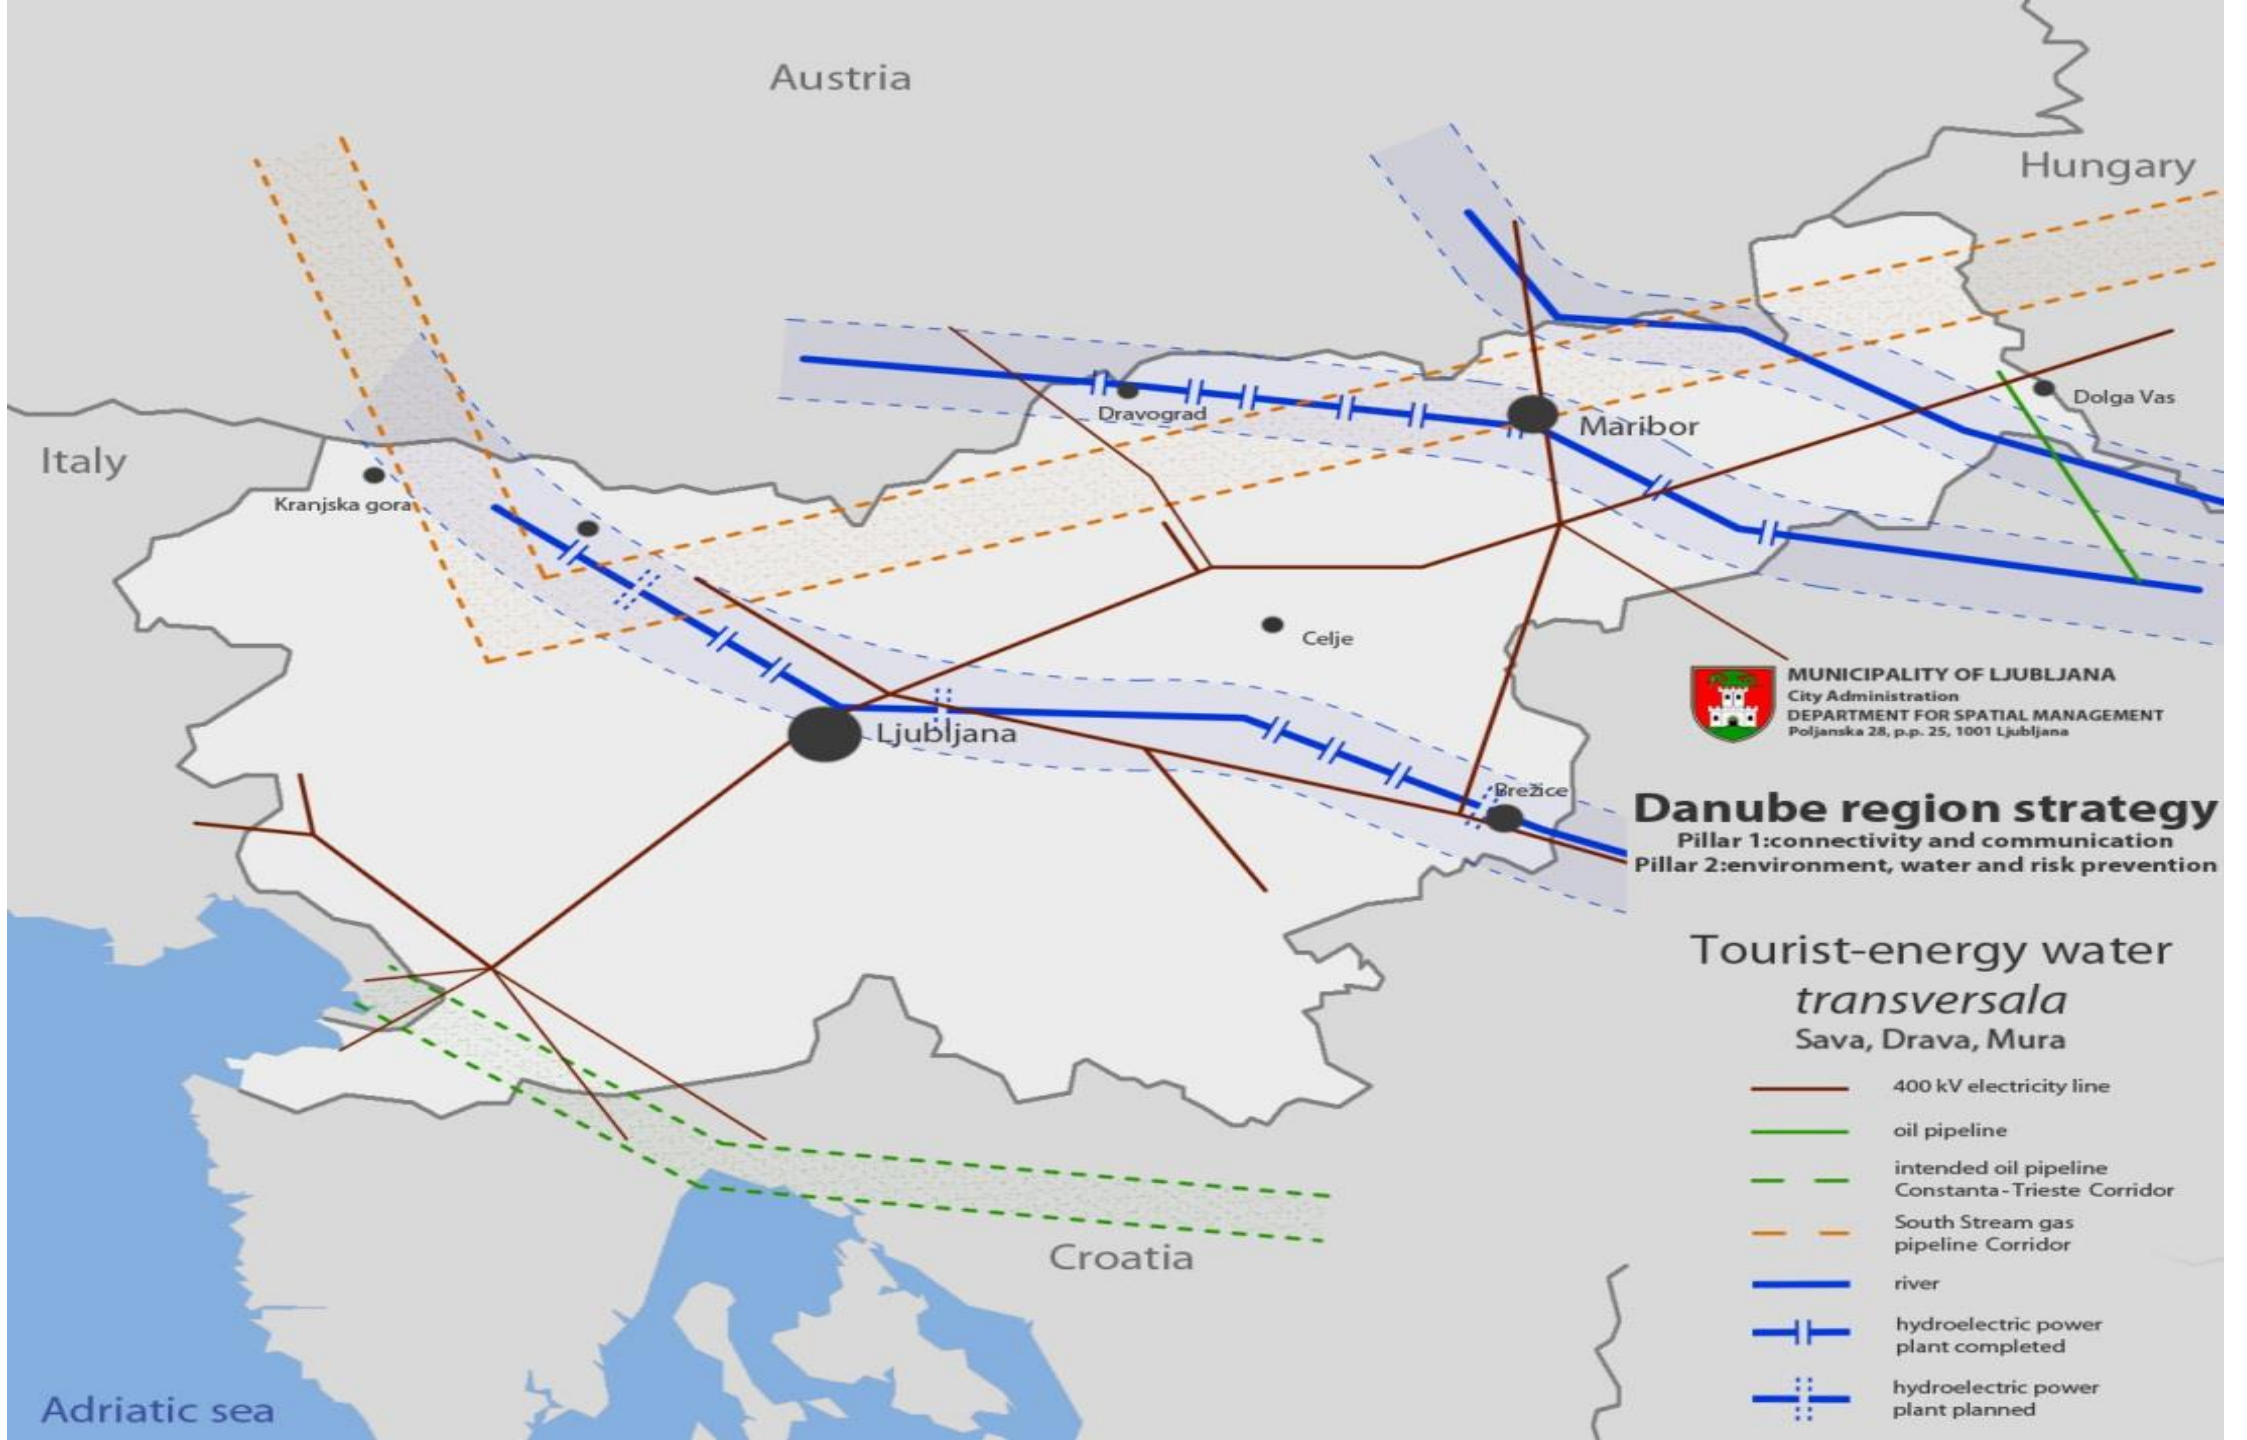 Austria
Hungary
Italy
Kranjska gora
Dravograd
Maribor
Dolga Vas
Celje
Ljubljana
Brežice
MUNICIPALITY OF LJUBLJANA
City Administration
DEPARTMENT FOR SPATIAL MANAGEMENT
Poljanska 28, p.p. 25, 1001 Ljubljana
Danube region strategy
Pillar 1:connectivity and communication
Pillar 2:environment, water and risk prevention
Tourist-energy water
transversala
Sava, Drava, Mura
400 kV electricity line
oil pipeline
intended oil pipeline
Constanta-Trieste Corridor
South Stream gas
pipeline Corridor
river
hydroelectric power
plant completed
hydroelectric power
plant planned
Croatia
Adriatic sea